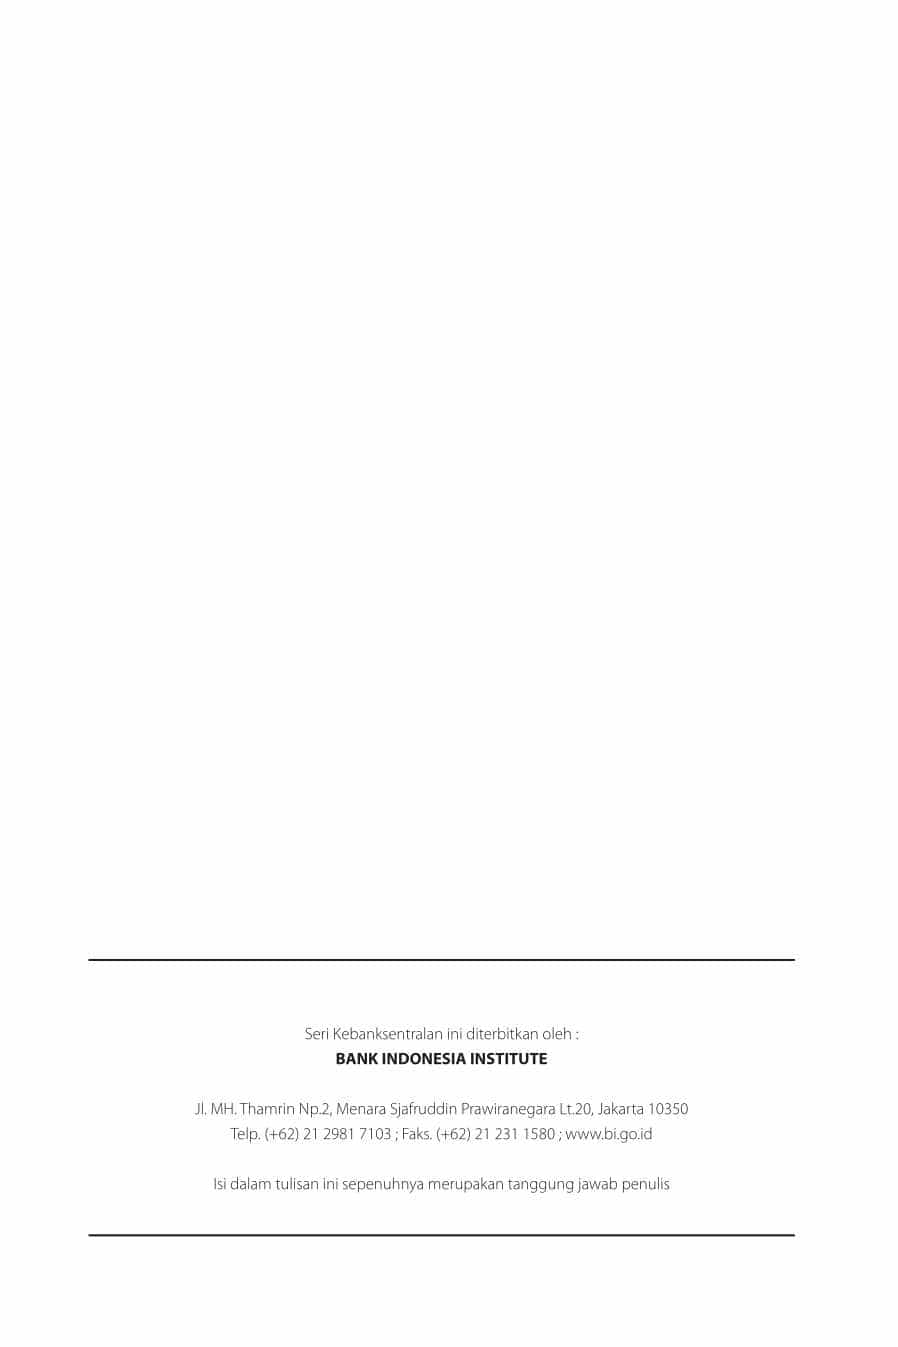 Seri Kebanksentralan ini diterbitkan oleh :
BANK INDONESIA INSTITUTE
Jl. MH. Thamrin Np.2, Menara Sjafruddin Prawiranegara Lt.20, Jakarta 10350
Telp. (+62) 21 2981 7103 ; Faks. (+62) 21 231 1580 ; www.bi.go.id
Isi dalam tulisan ini sepenuhnya merupakan tanggung jawab penulis